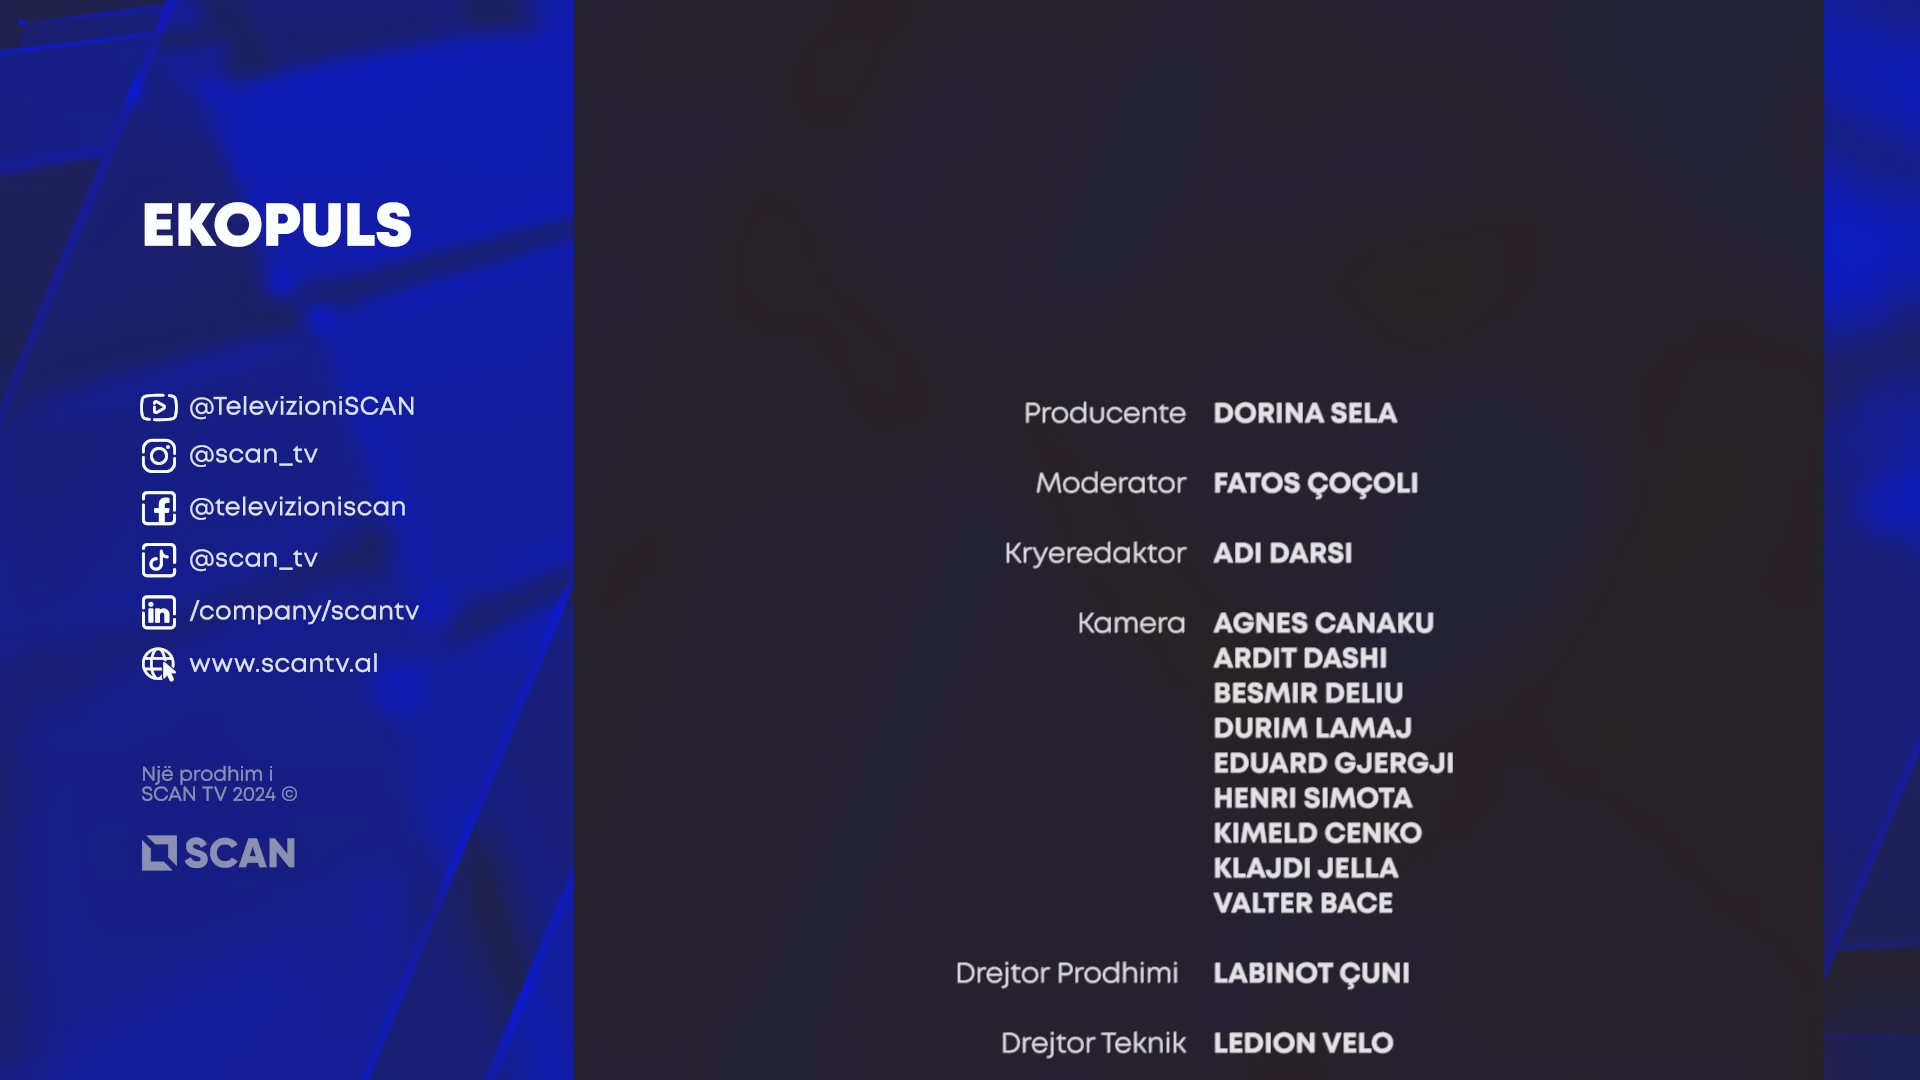 EKOPULS
@TelevizioniSCAN
@scan_tv
@televizioniscan
@scan_tv
/company/scantv
www.scantv.al
Një prodhim i
SCAN TV 2024 ©
SCAN
Producente DORINA SELA
Moderator FATOS ÇOÇOLI
Kryeredaktor ADI DARSI
Kamera AGNES CANAKU
ARDIT DASHI
BESMIR DELIU
DURIM LAMAJ
EDUARD GJERGJI
HENRI SIMOTA
KIMELD CENKO
KLAJDI JELLA
VALTER BACE
Drejtor Prodhimi LABINOT ÇUNI
Drejtor Teknik LEDION VELO